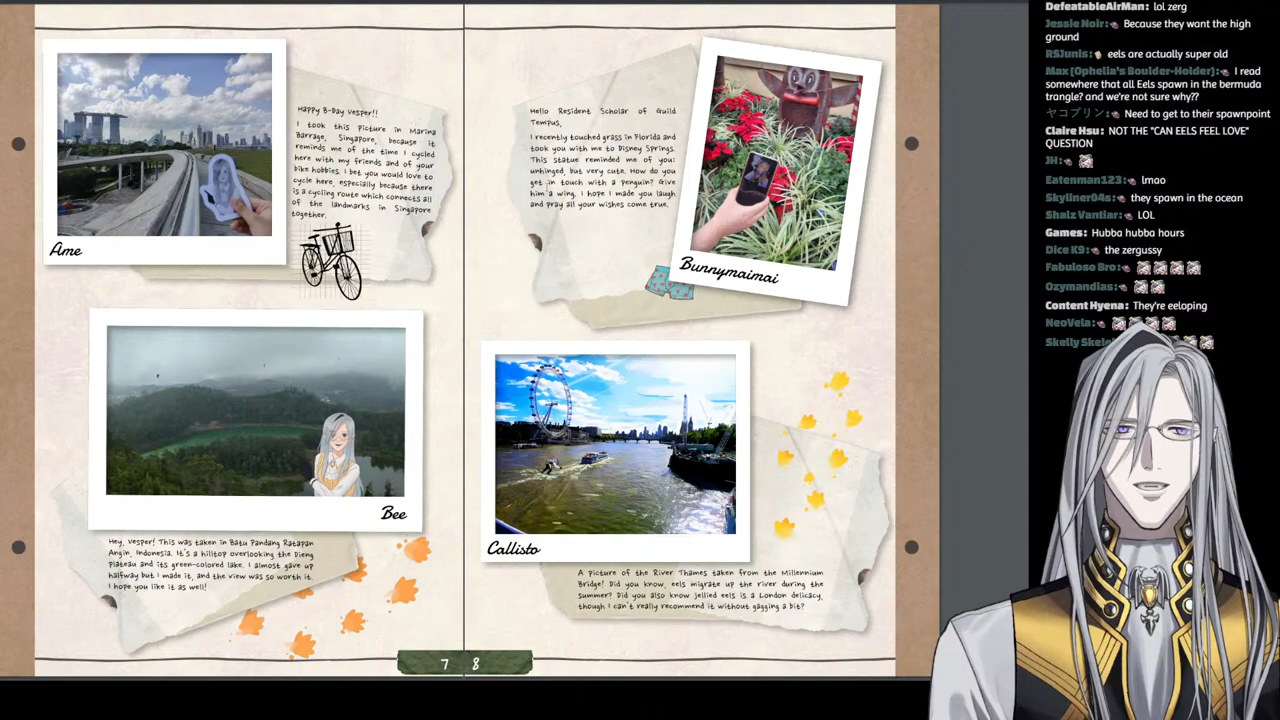 Happy B-Day Vesper!!
I took this picture in Marina
Barrage, Singapore, because it
reminds me of the time I cycled
here with my friends and of your
bike hobbies. I bet you would love to
cycle here, especially because there
is a cycling route which connects all
of the landmarks in Singapore
together.
Ame
Hello Resident Scholar of Guild
Tempus,
I recently touched grass in Florida and
took you with me to Disney Springs.
This statue reminded me of you:
unhinged, but very cute. How do you
get in touch with a Penguin? Give
him a wing. I hope I made you laugh
and pray all your wishes come true.
Bunnymaimai
Bee
Hey, Vesper! This was taken in Batu Pandang Ratapan
Angin, Indonesia. It's a hilltop overlooking the Dieng
plateau and its green-colored lake. I almost gave up
halfway but I made it, and the view was so worth it.
I hope you like it as well!
Callisto
A picture of the River Thames taken from the Millennium
Bridge! Did you know, eels migrate up the river during the
summer? Did you also know jellied eels is a London delicacy,
though I can't really recommend it without gagging a bit?
7 8
DefeatableAirMan: lol zerg
Jessie Noir: Because they want the high
ground
RSJunis: eels are actually super old
Max (Ophelia's Boulder-Holder): I read
somewhere that all Eels spawn in the bermuda
trangle? and we're not sure why??
ヤコブリン: Need to get to their spawnpoint
Claire Hsu: NOT THE "CAN EELS FEEL LOVE"
QUESTION
JH:
Eatenman123: lmao
Skyliner04s: they spawn in the ocean
Shalz Vantiar: LOL
Games: Hubba hubba hours
Dice K9: the zergussy
Fabuloso Bro:
Ozymandias:
Content Hyena: They're eeloping
NeoVela:
Skelly